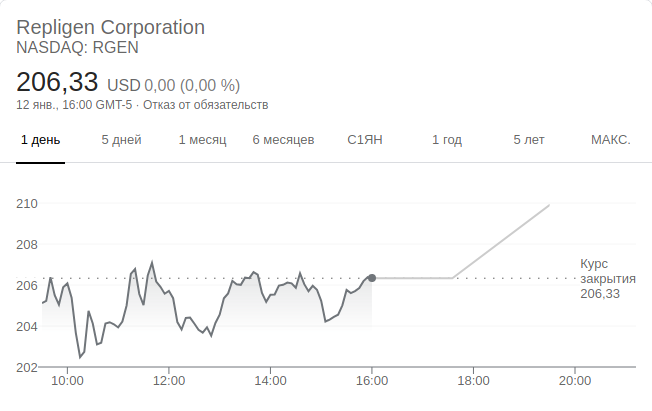 Repligen Corporation
NASDAQ: RGEN
206,33 USD 0,00 (0,00 %)
12 янв., 16:00 GMT-5 · Отказ от обязательств
1 день 5 дней 1 месяц 6 месяцев С1ЯН 1 год 5 лет МАКС.
210
208
206
204
202
Курс
закрытия
206,33
10:00 12:00 14:00 16:00 18:00 20:00